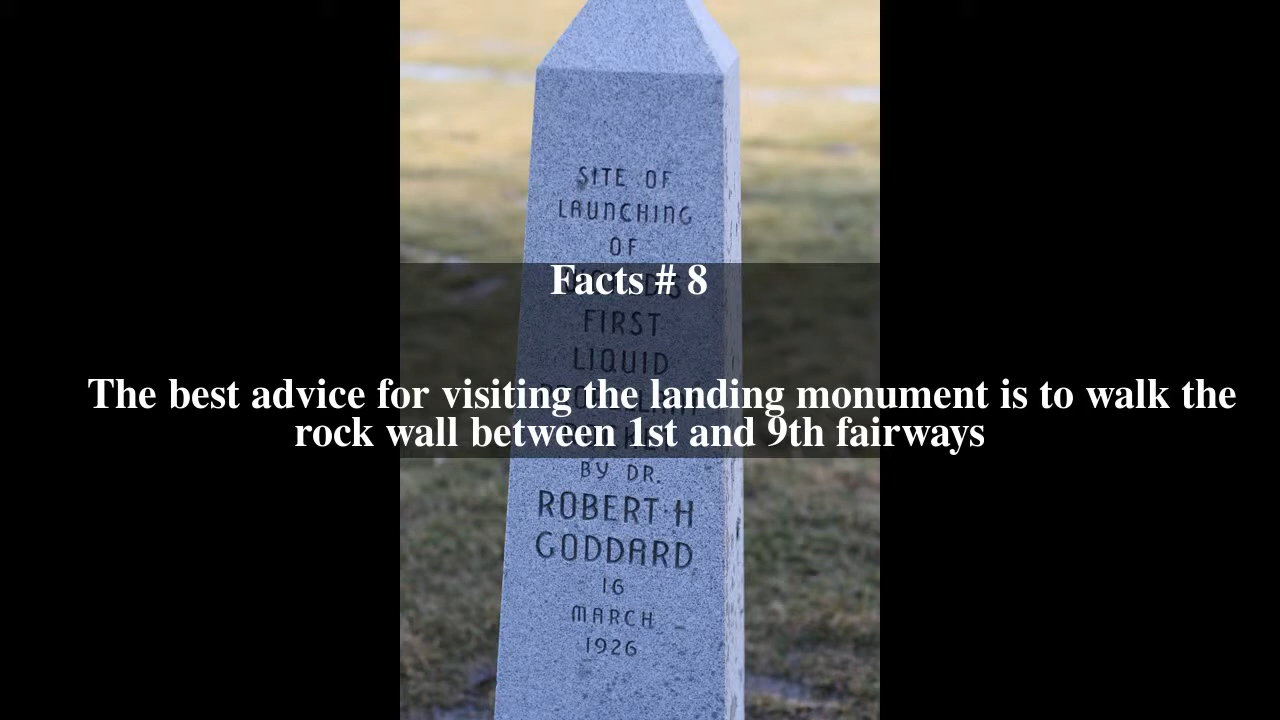 SITE OF
LAUNCHING
OF
Facts # 8
FIRST
LIQUID
The best advice for visiting the landing monument is to walk the
rock wall between 1st and 9th fairways
BY DR.
ROBERT·H
GODDARD
16
MARCH
1926